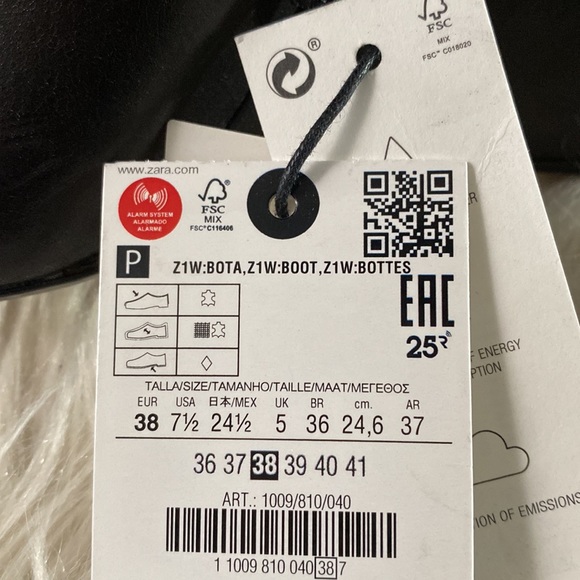 FSC
MIX
FSC® C018020
®
www.zara.com
ALARM SYSTEM
ALARMADO
ALARME
FSC®
MIX
FSC® C116406
P
Z1W:BOTA,Z1W:BOOT,Z1W:BOTTES
EAC
25
TALLA/SIZE/TAMANHO/TAILLE/MAAT/ΜΕΓΕΘΟΣ
EUR USA 日本/MEX UK BR cm. AR
38 7½ 24½ 5 36 24,6 37
36 37 38 39 40 41
ART.: 1009/810/040
1 1009 810 040 38 7
ENERGY
PTION
ION OF EMISSIONS